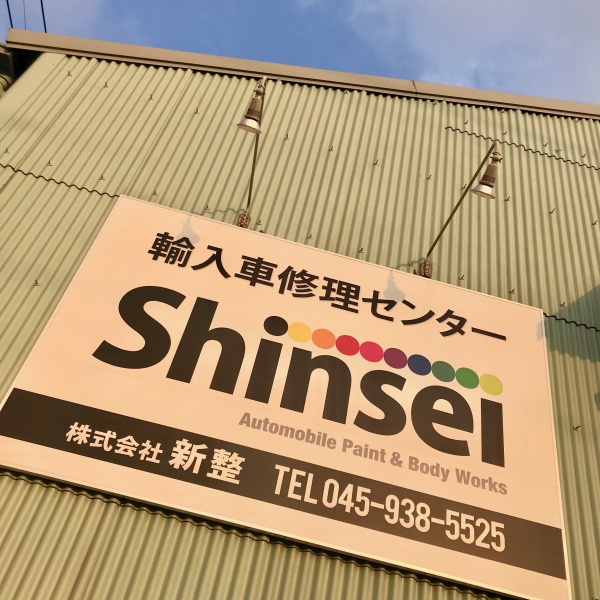 輸入車修理センター
Shinsei
Automobile Paint & Body Works
株式会社 新整 TEL 045-938-5525